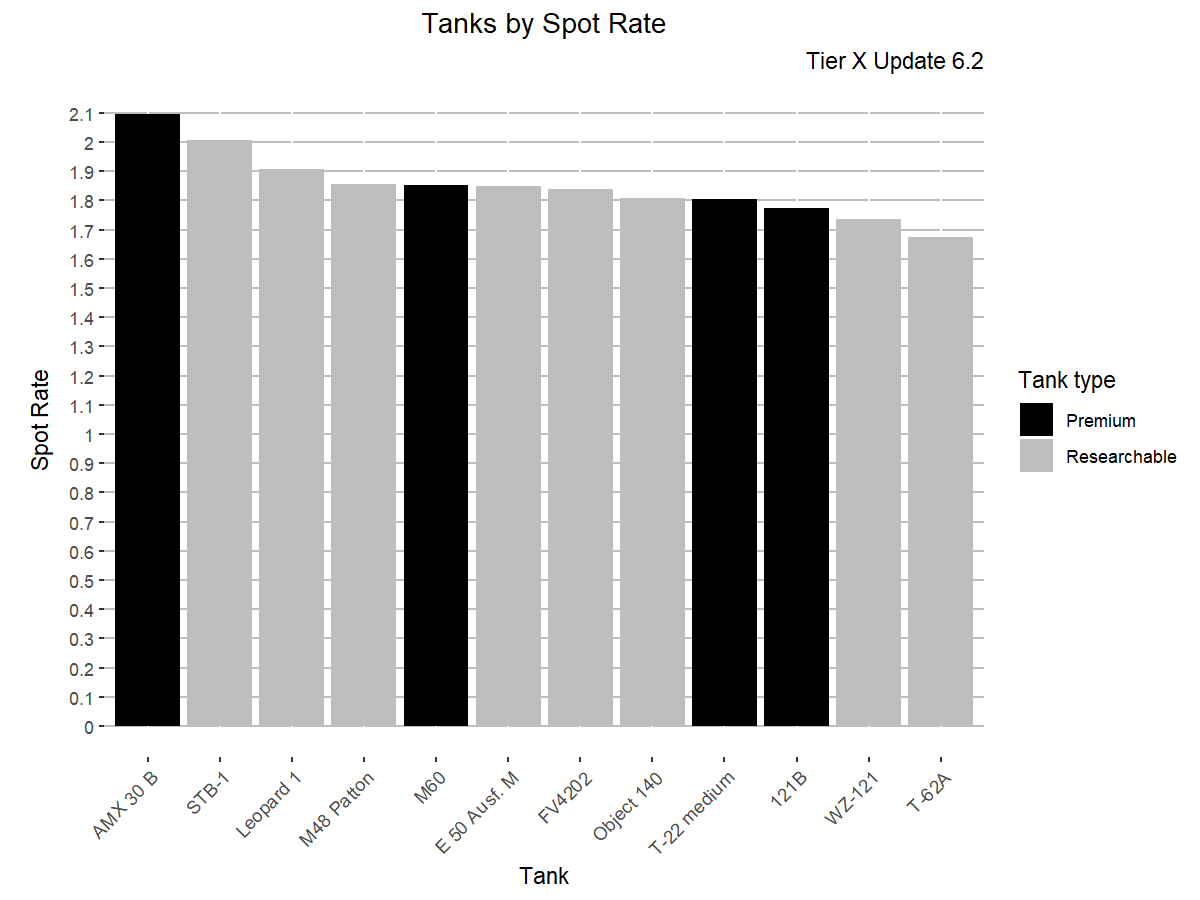 Tanks by Spot Rate
Tier X Update 6.2
2.1
2
1.9
1.8
1.7
1.6
1.5
1.4
1.3
1.2
1.1
1
0.9
0.8
0.7
0.6
0.5
0.4
0.3
0.2
0.1
0
Spot Rate
AMX 30 B
STB-1
Leopard 1
M48 Patton
M60
E 50 Ausf. M
FV4202
Object 140
T-22 medium
121B
WZ-121
T-62A
Tank
Tank type
Premium
Researchable